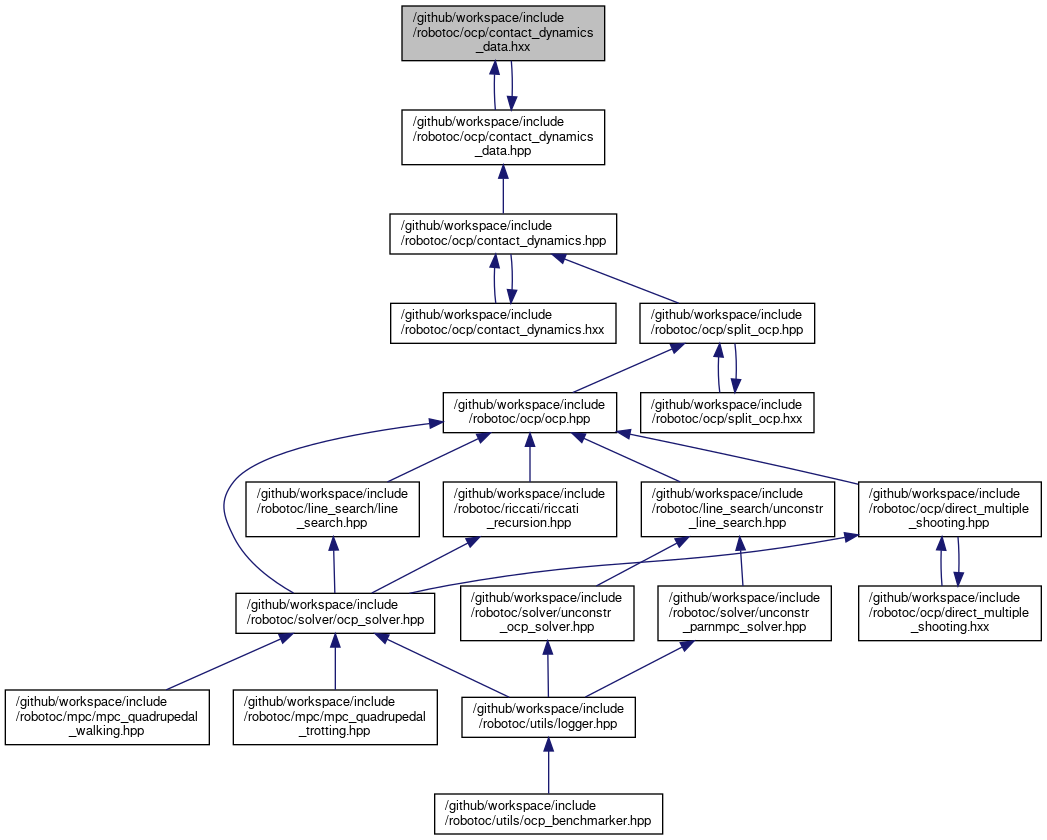 /github/workspace/include
/robotoc/ocp/contact_dynamics
_data.hxx
/github/workspace/include
/robotoc/ocp/contact_dynamics
_data.hpp
/github/workspace/include
/robotoc/ocp/contact_dynamics.hpp
/github/workspace/include
/robotoc/ocp/contact_dynamics.hxx
/github/workspace/include
/robotoc/ocp/split_ocp.hpp
/github/workspace/include
/robotoc/ocp/ocp.hpp
/github/workspace/include
/robotoc/ocp/split_ocp.hxx
/github/workspace/include
/robotoc/line_search/line
_search.hpp
/github/workspace/include
/robotoc/riccati/riccati
_recursion.hpp
/github/workspace/include
/robotoc/line_search/unconstr
_line_search.hpp
/github/workspace/include
/robotoc/ocp/direct_multiple
_shooting.hpp
/github/workspace/include
/robotoc/solver/ocp_solver.hpp
/github/workspace/include
/robotoc/solver/unconstr
_ocp_solver.hpp
/github/workspace/include
/robotoc/solver/unconstr
_parnmpc_solver.hpp
/github/workspace/include
/robotoc/ocp/direct_multiple
_shooting.hxx
/github/workspace/include
/robotoc/mpc/mpc_quadrupedal
_walking.hpp
/github/workspace/include
/robotoc/mpc/mpc_quadrupedal
_trotting.hpp
/github/workspace/include
/robotoc/utils/logger.hpp
/github/workspace/include
/robotoc/utils/ocp_benchmarker.hpp